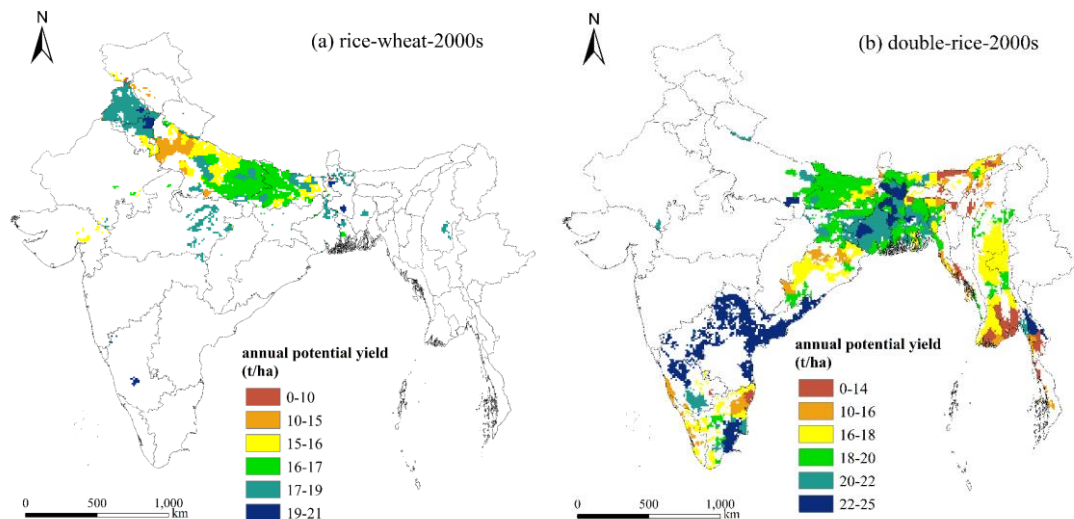 N
(a) rice-wheat-2000s
annual potential yield
(t/ha)
0-10
10-15
15-16
16-17
17-19
19-21
0 500 1,000
km
N
(b) double-rice-2000s
annual potential yield
(t/ha)
0-14
10-16
16-18
18-20
20-22
22-25
0 500 1,000
km